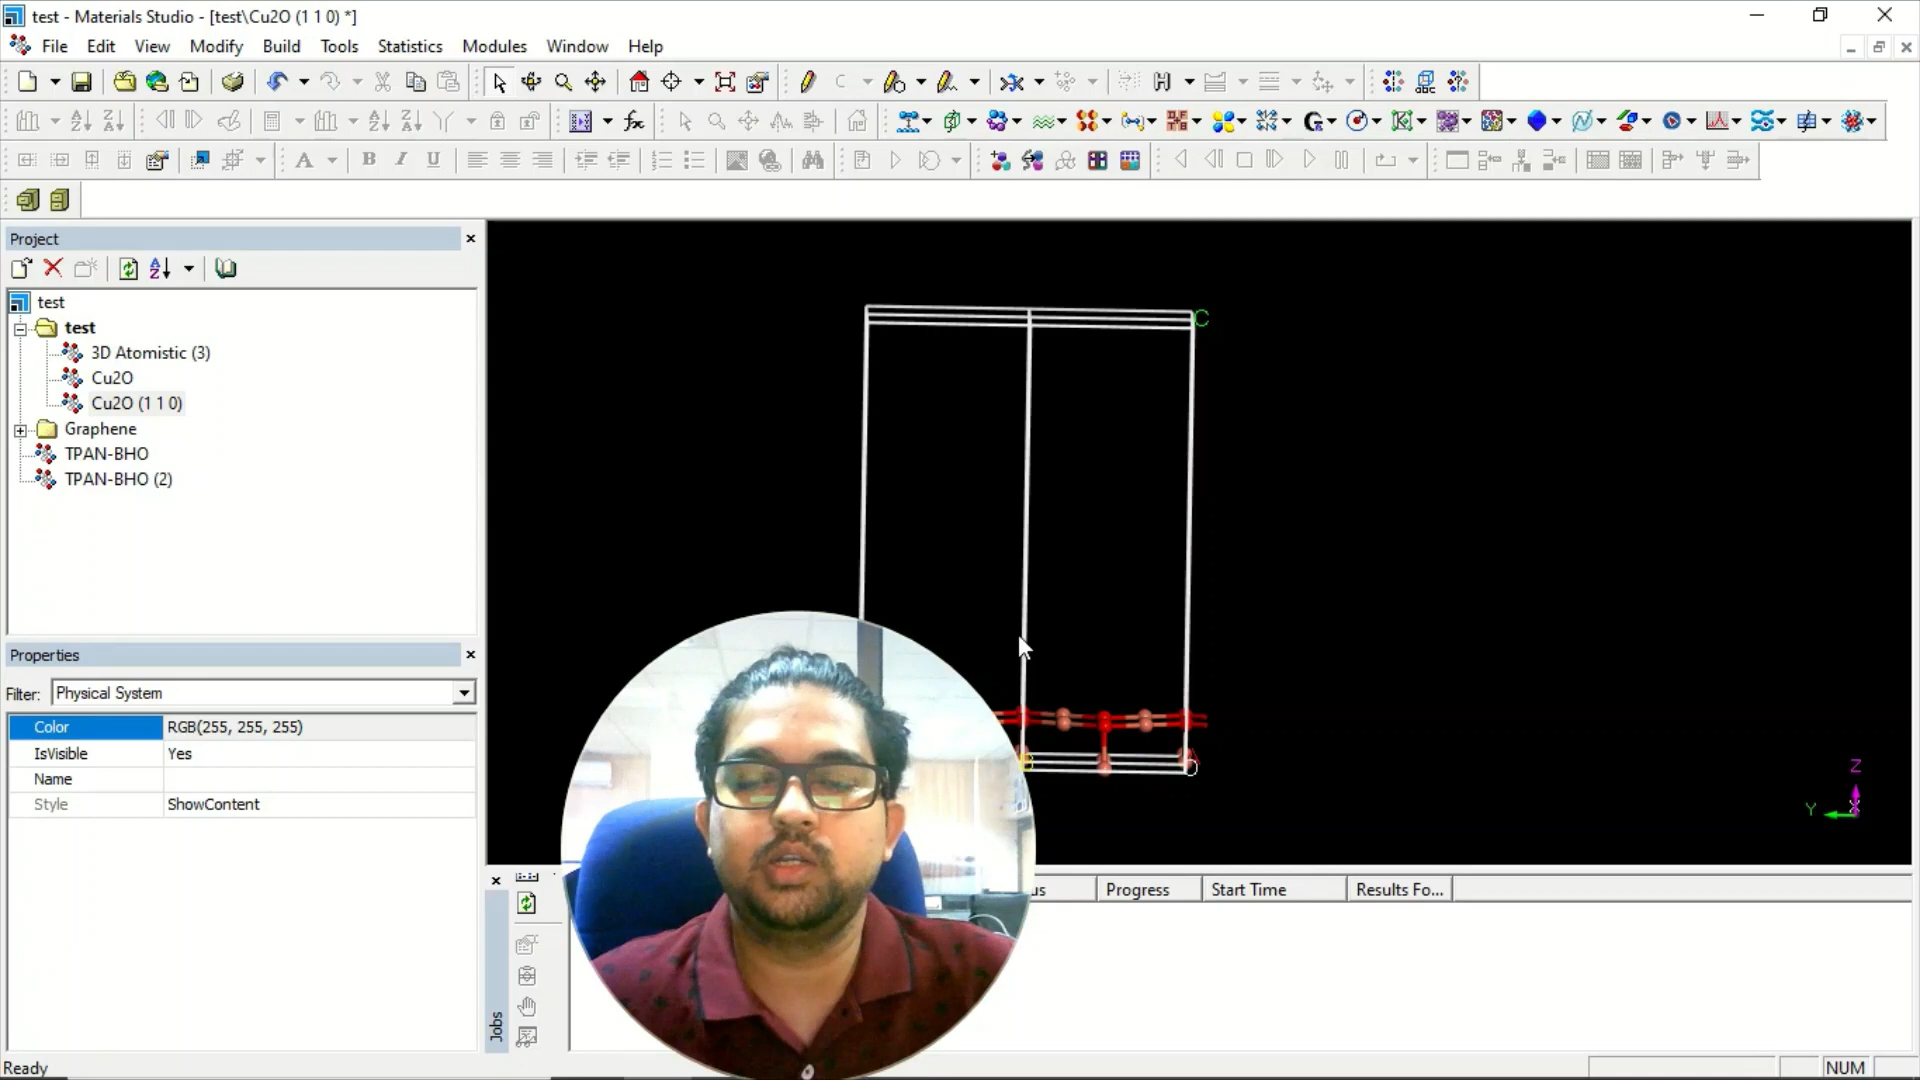 test - Materials Studio - [test\Cu2O (1 1 0) *]
File Edit View Modify Build Tools Statistics Modules Window Help
Project
test
test
3D Atomistic (3)
Cu2O
Cu2O (1 1 0)
Graphene
TPAN-BHO
TPAN-BHO (2)
Properties
Filter: Physical System
Color RGB(255, 255, 255)
IsVisible Yes
Name
Style ShowContent
C
B
A
O
Z
Y
X
Jobs
us Progress Start Time Results Fo...
Ready
NUM